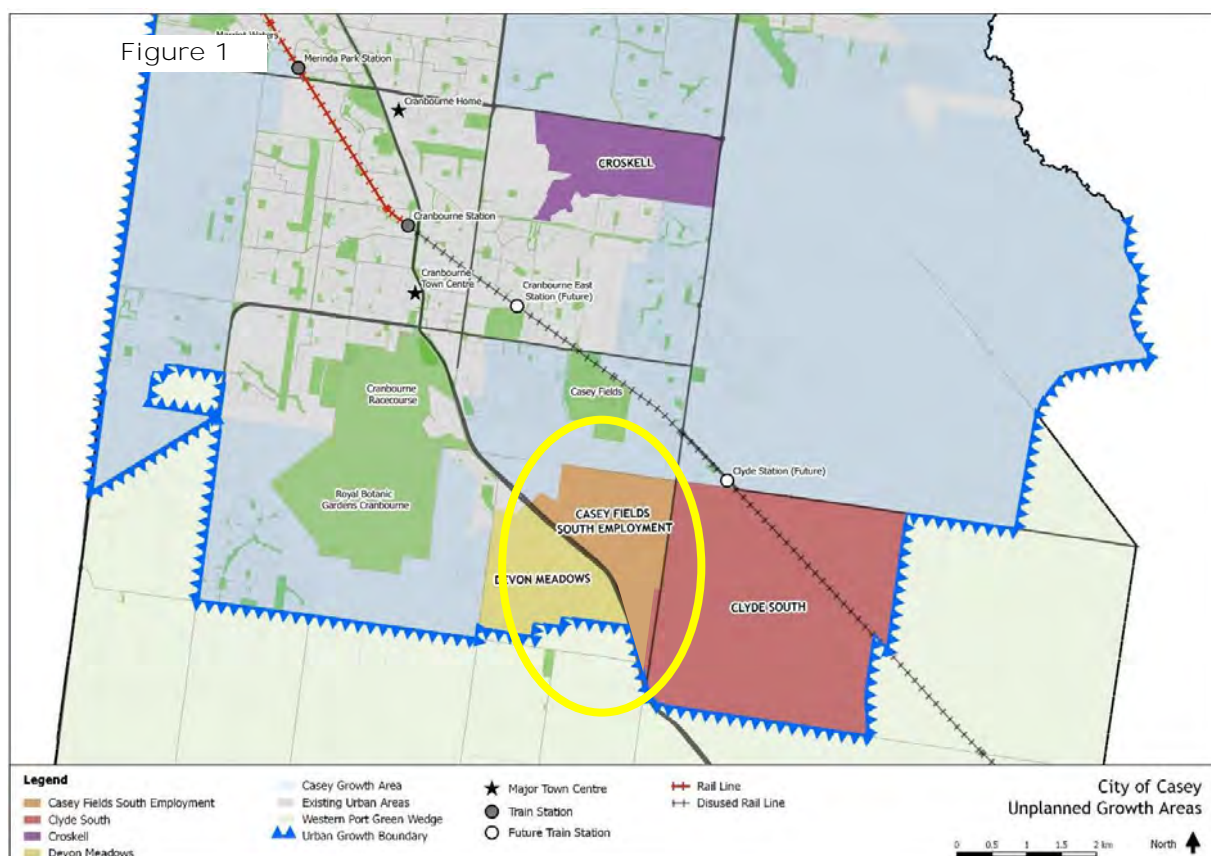 Figure 1
Merinda Park Station
Cranbourne Home
CROSKELL
Cranbourne Station
Cranbourne
Town Centre
Cranbourne East
Station (Future)
Cranbourne
Racecourse
Casey Fields
Clyde Station (Future)
Royal Botanic
Gardens Cranbourne
CASEY FIELDS
SOUTH EMPLOYMENT
DEVON MEADOWS
CLYDE SOUTH
Legend
Casey Fields South Employment
Clyde South
Croskell
Devon Meadows
Casey Growth Area
Existing Urban Areas
Western Port Green Wedge
Urban Growth Boundary
Major Town Centre
Train Station
Future Train Station
Rail Line
Disused Rail Line
City of Casey
Unplanned Growth Areas
0 0.5 1 1.5 2 km
North